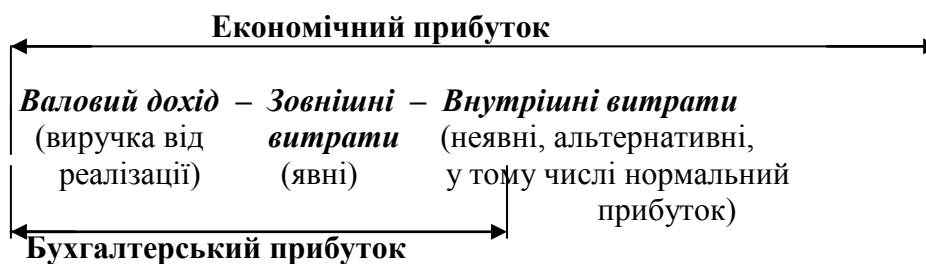 Економічний прибуток
Валовий дохід – Зовнішні – Внутрішні витрати
(виручка від витрати (неявні, альтернативні,
реалізації) (явні) у тому числі нормальний
прибуток)
Бухгалтерський прибуток